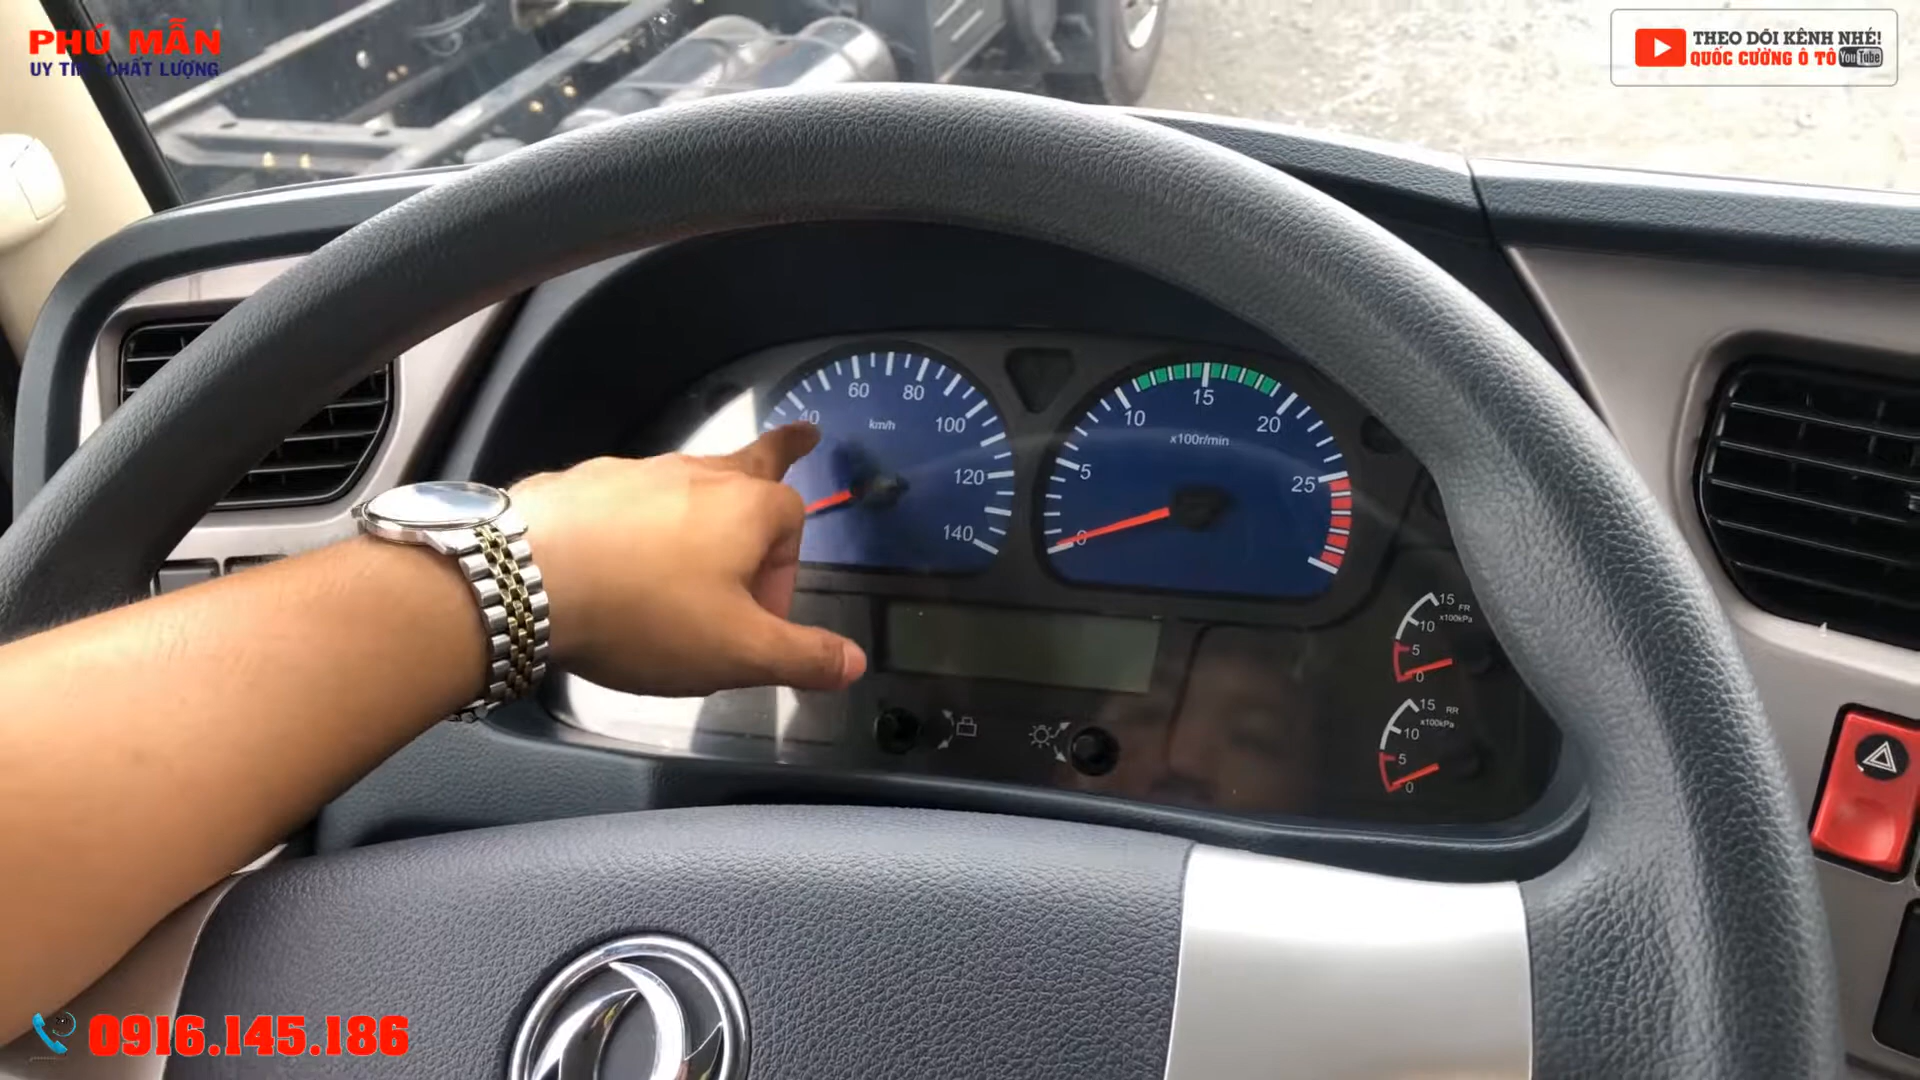 PHÚ MẪN
UY TÍN CHẤT LƯỢNG
THEO DÕI KÊNH NHÉ!
QUỐC CƯỜNG Ô TÔ YouTube
40
60
80
100
120
140
km/h
0
5
10
15
20
25
x100r/min
15 FR
10 x100kPa
5
0
15 RR
10 x100kPa
5
0
0916.145.186